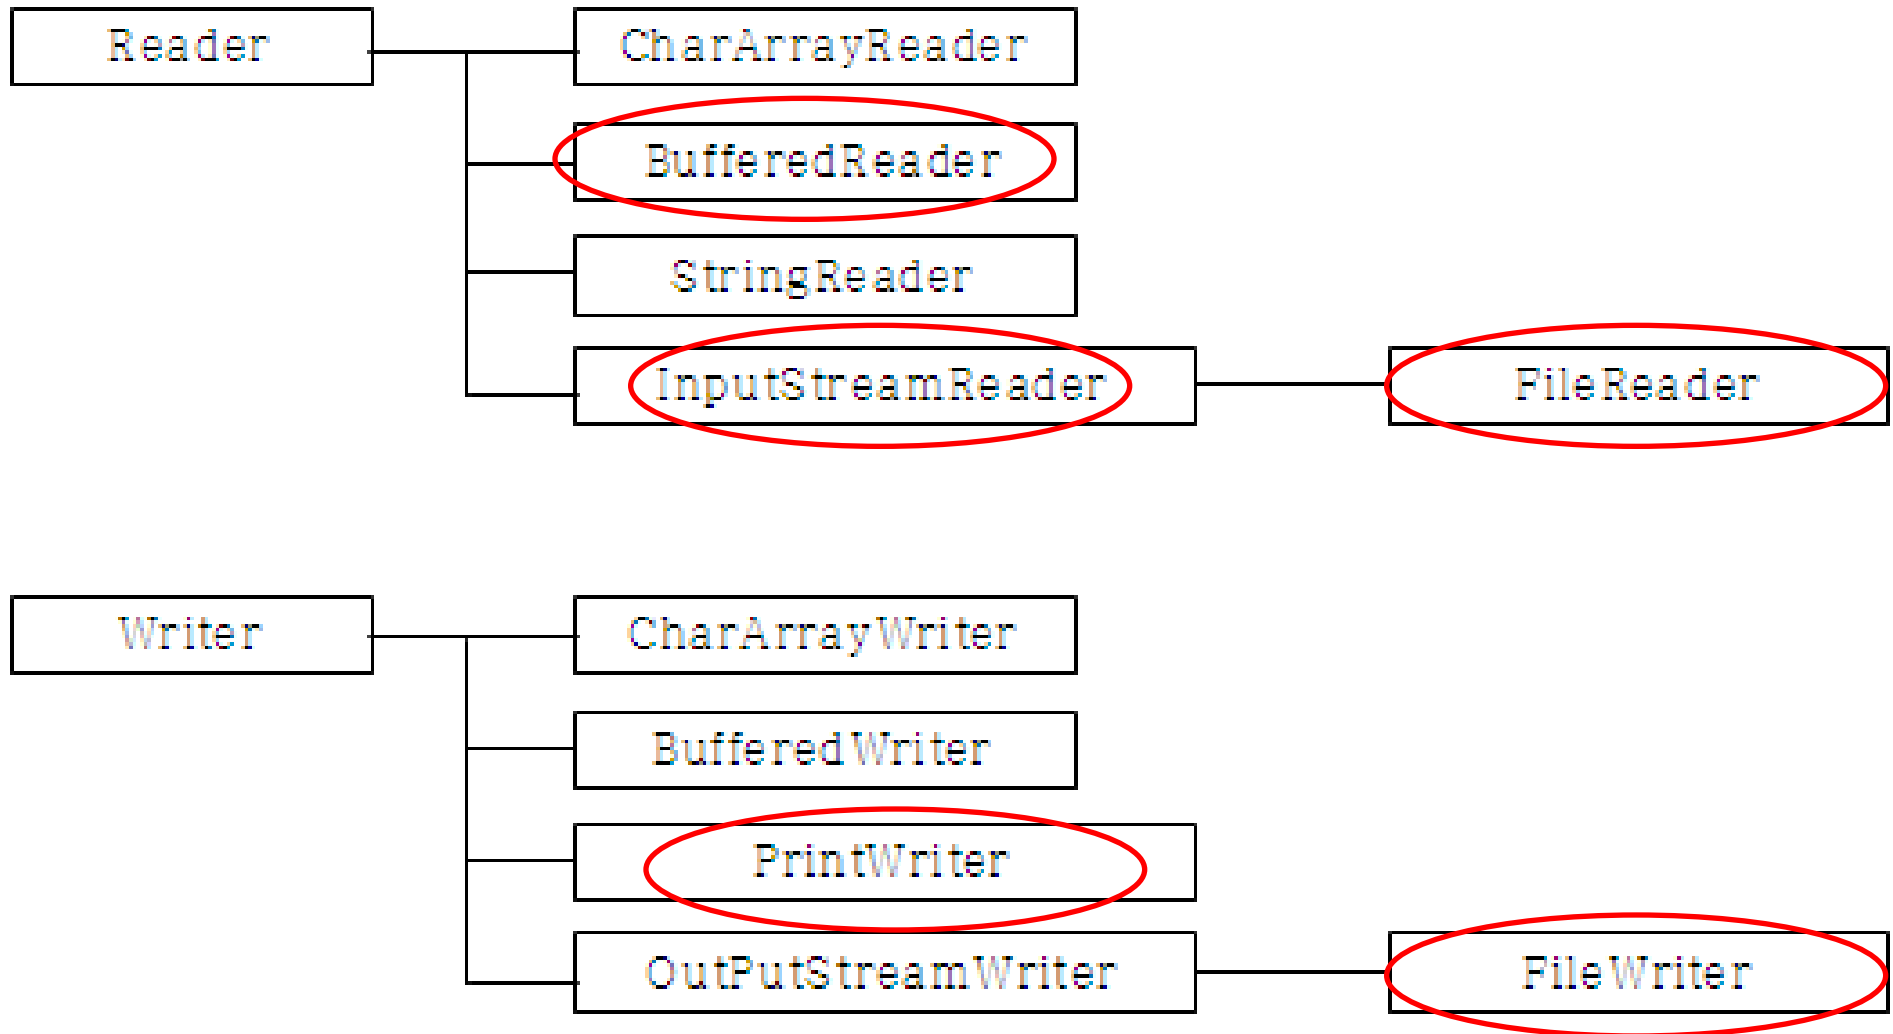 Reader
CharArrayReader
BufferedReader
StringReader
InputStreamReader
FileReader
Writer
CharArrayWriter
BufferedWriter
PrintWriter
OutPutStreamWriter
FileWriter